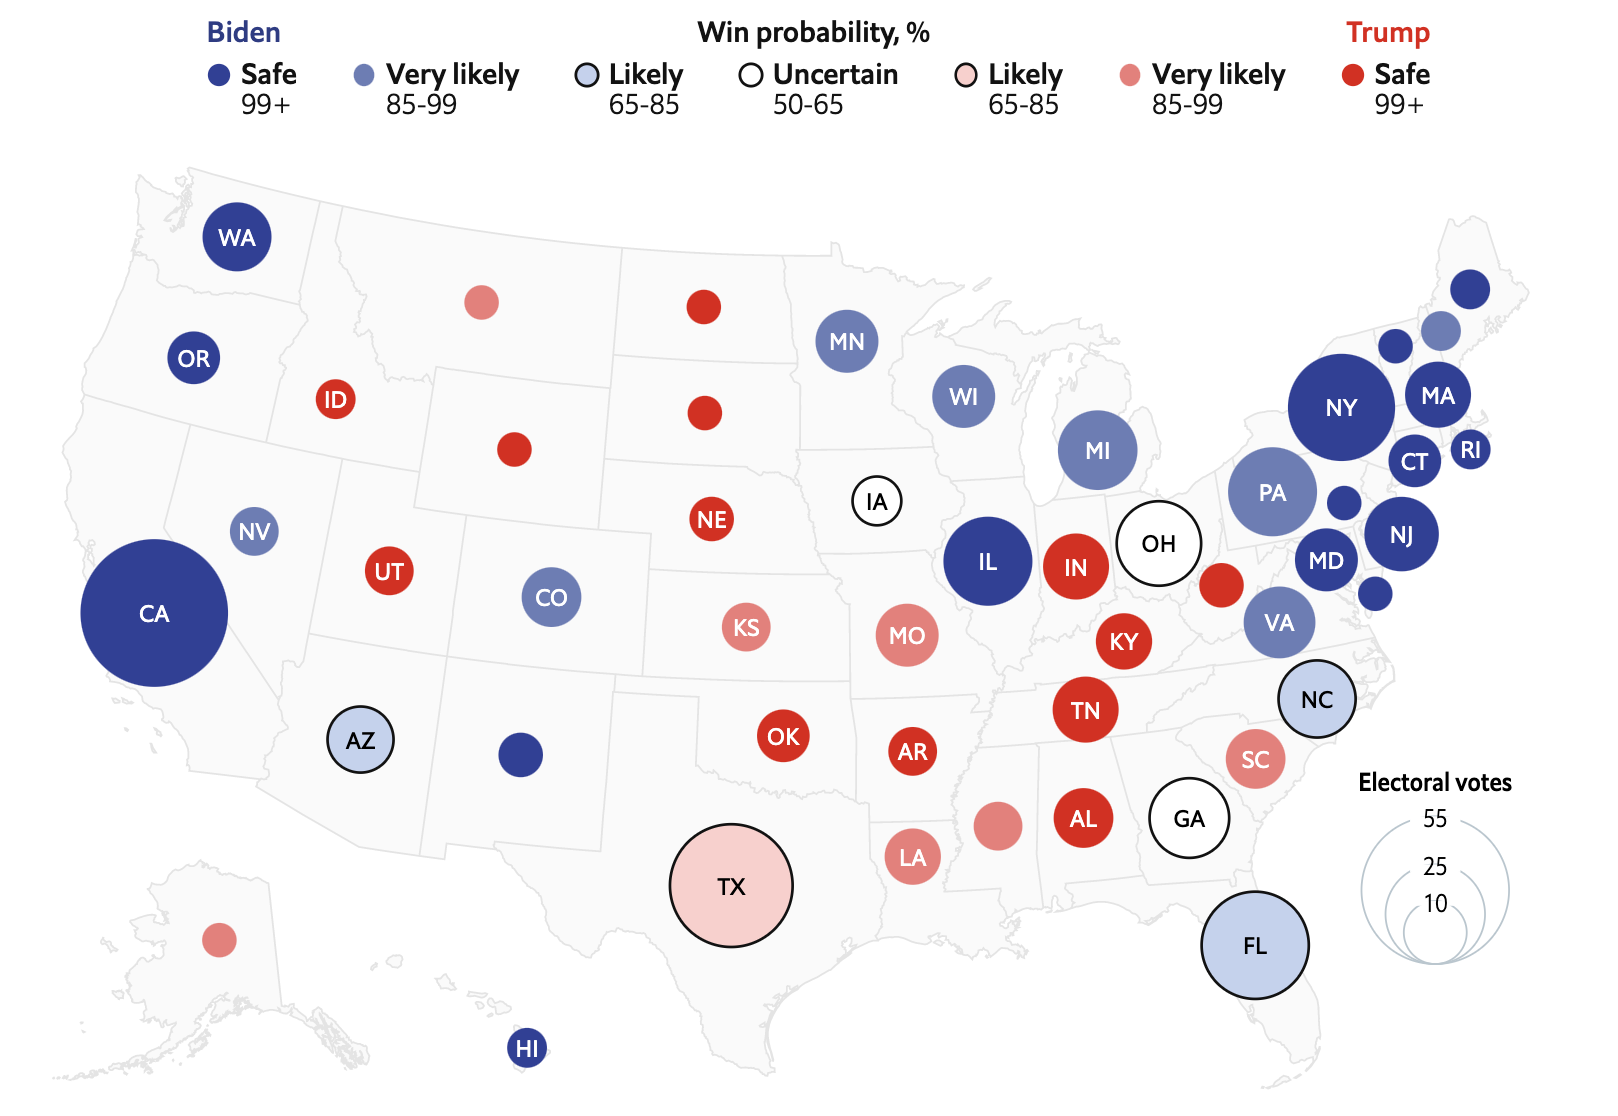 Biden
Win probability, %
Trump
Safe
Very likely
Likely
Uncertain
Likely
Very likely
Safe
99+
85-99
65-85
50-65
65-85
85-99
99+
WA
MN
OR
WI
ID
MA
NY
MI
RI
CT
PA
IA
NE
NV
NJ
OH
MD
IL
IN
UT
CO
CA
VA
KS
MO
KY
NC
TN
OK
AZ
AR
SC
Electoral votes
AL
GA
55
LA
25
TX
10
FL
HI